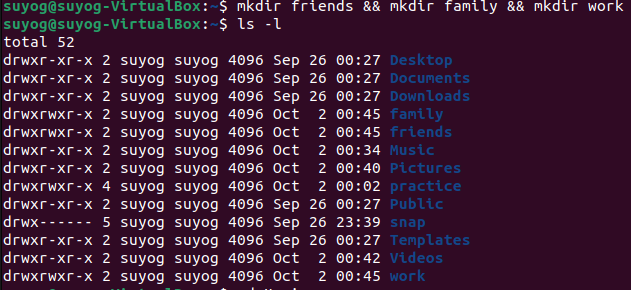 suyog@suyog-VirtualBox:~$ mkdir friends && mkdir family && mkdir work
suyog@suyog-VirtualBox:~$ ls -l
total 52
drwxr-xr-x 2 suyog suyog 4096 Sep 26 00:27 Desktop
drwxr-xr-x 2 suyog suyog 4096 Sep 26 00:27 Documents
drwxr-xr-x 2 suyog suyog 4096 Sep 26 00:27 Downloads
drwxrwxr-x 2 suyog suyog 4096 Oct  2 00:45 family
drwxrwxr-x 2 suyog suyog 4096 Oct  2 00:45 friends
drwxr-xr-x 2 suyog suyog 4096 Oct  2 00:34 Music
drwxr-xr-x 2 suyog suyog 4096 Oct  2 00:40 Pictures
drwxrwxr-x 4 suyog suyog 4096 Oct  2 00:02 practice
drwxr-xr-x 2 suyog suyog 4096 Sep 26 00:27 Public
drwx------ 5 suyog suyog 4096 Sep 26 23:39 snap
drwxr-xr-x 2 suyog suyog 4096 Sep 26 00:27 Templates
drwxr-xr-x 2 suyog suyog 4096 Oct  2 00:42 Videos
drwxrwxr-x 2 suyog suyog 4096 Oct  2 00:45 work